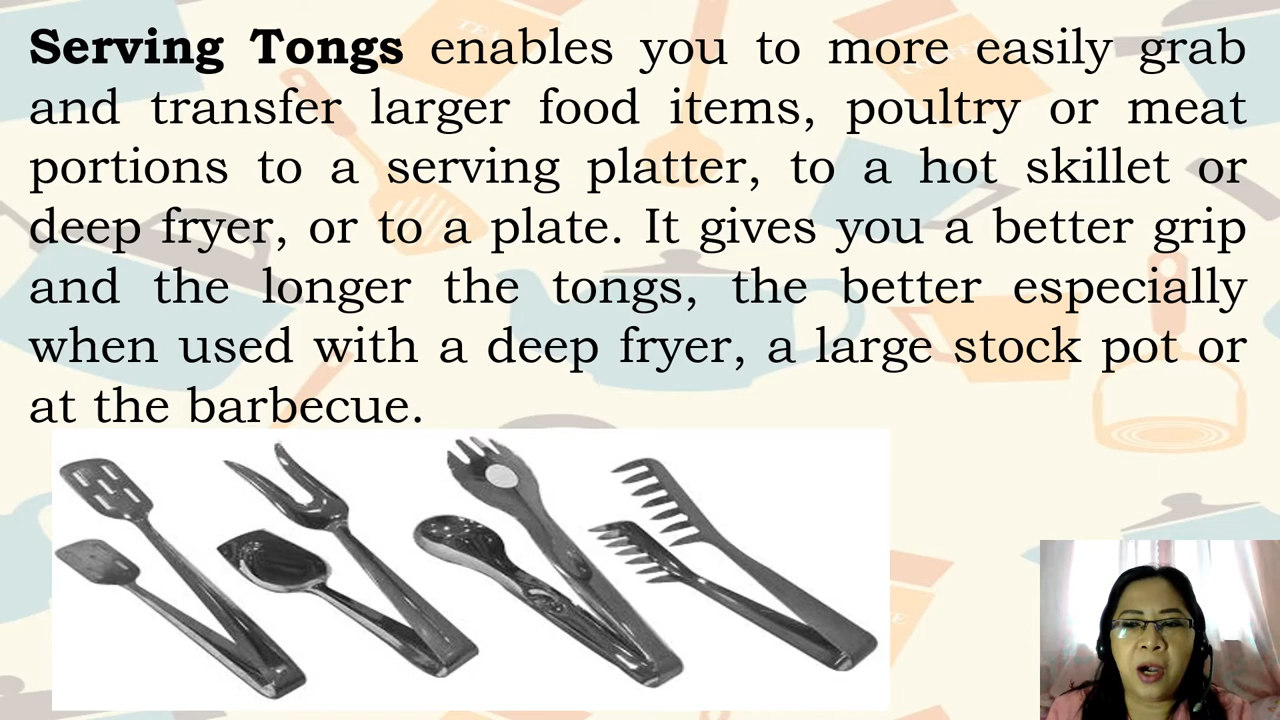 Serving Tongs enables you to more easily grab
and transfer larger food items, poultry or meat
portions to a serving platter, to a hot skillet or
deep fryer, or to a plate. It gives you a better grip
and the longer the tongs, the better especially
when used with a deep fryer, a large stock pot or
at the barbecue.